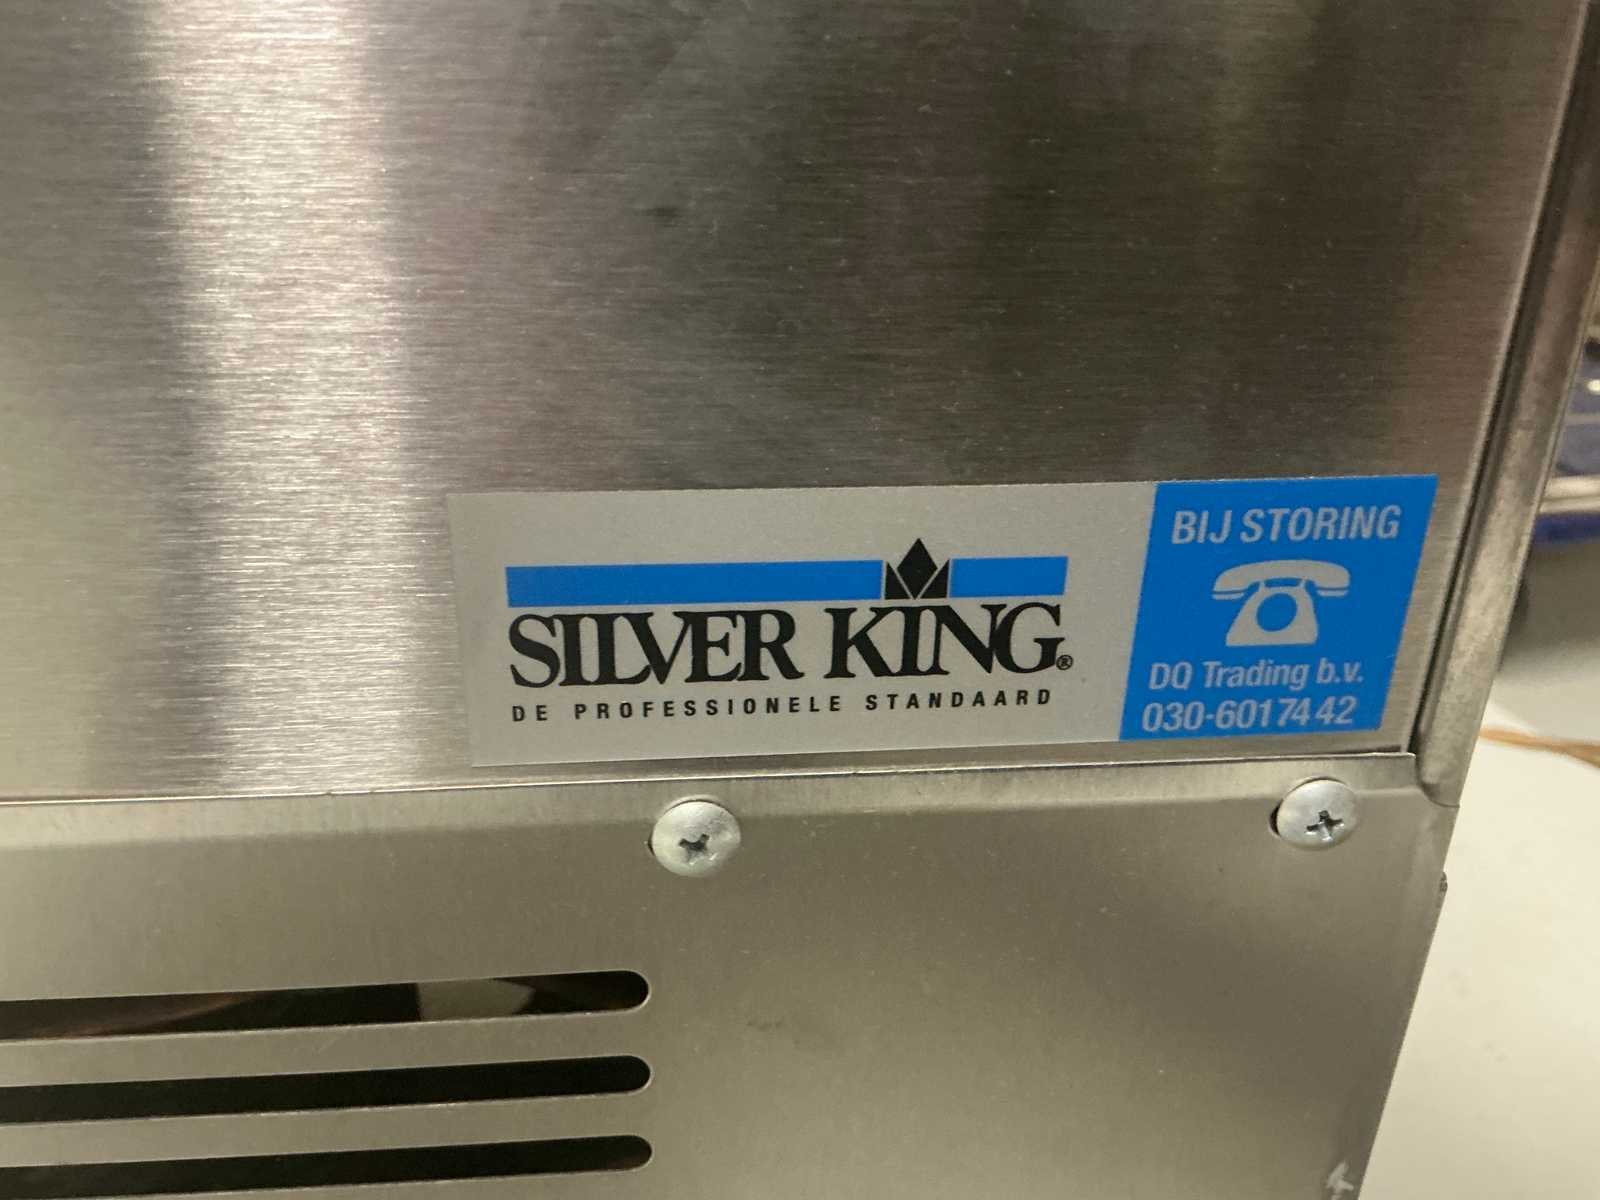 SILVER KING®
DE PROFESSIONELE STANDAARD
BIJ STORING
DQ Trading b.v.
030-6017442